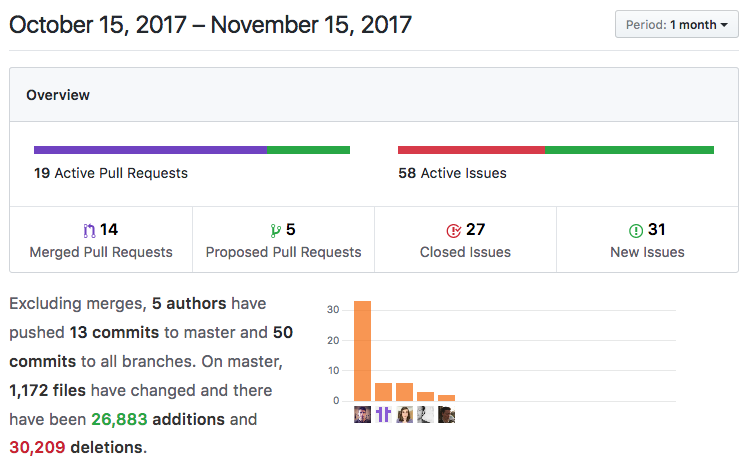 October 15, 2017 – November 15, 2017
Period: 1 month
Overview
19 Active Pull Requests
58 Active Issues
14
Merged Pull Requests
5
Proposed Pull Requests
27
Closed Issues
31
New Issues
Excluding merges, 5 authors have
pushed 13 commits to master and 50
commits to all branches. On master,
1,172 files have changed and there
have been 26,883 additions and
30,209 deletions.
30
20
10
0